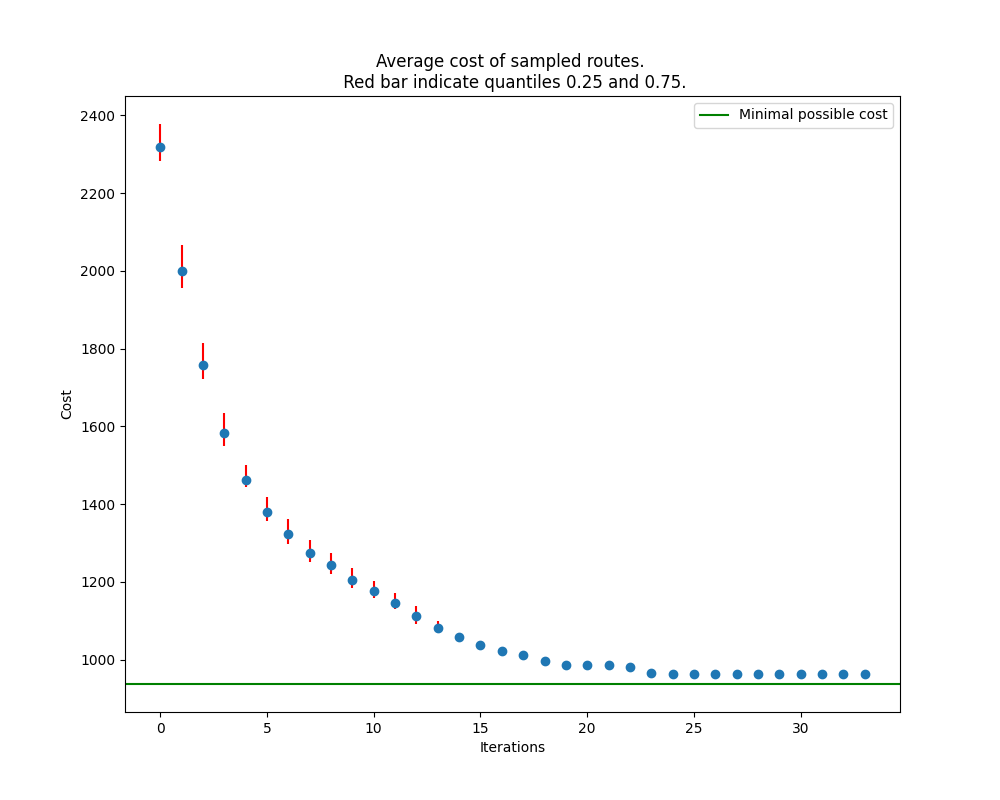 Average cost of sampled routes.
Red bar indicate quantiles 0.25 and 0.75.
Minimal possible cost
2400
2200
2000
1800
1600
1400
1200
1000
Cost
0 5 10 15 20 25 30
Iterations